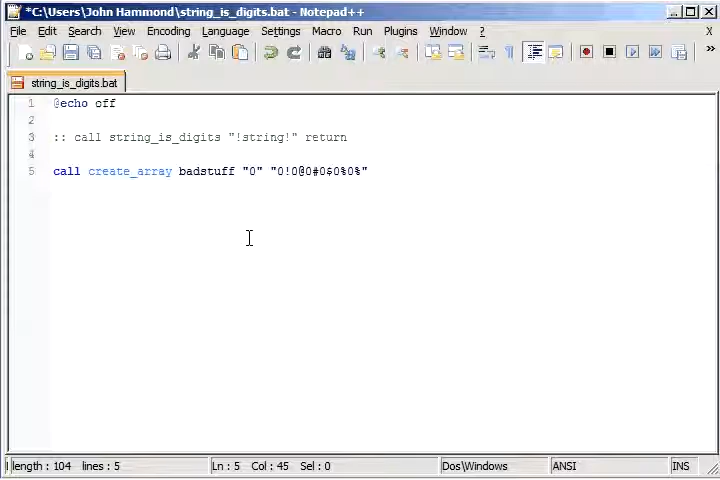 *C:\Users\John Hammond\string_is_digits.bat - Notepad++
File Edit Search View Encoding Language Settings Macro Run Plugins Window ? X
string_is_digits.bat
1 @echo off
2
3 :: call string_is_digits "!string!" return
4
5 call create_array badstuff "0" "0!0@0#0$0%0%"
length : 104 lines : 5 Ln : 5 Col : 45 Sel : 0 Dos\Windows ANSI INS